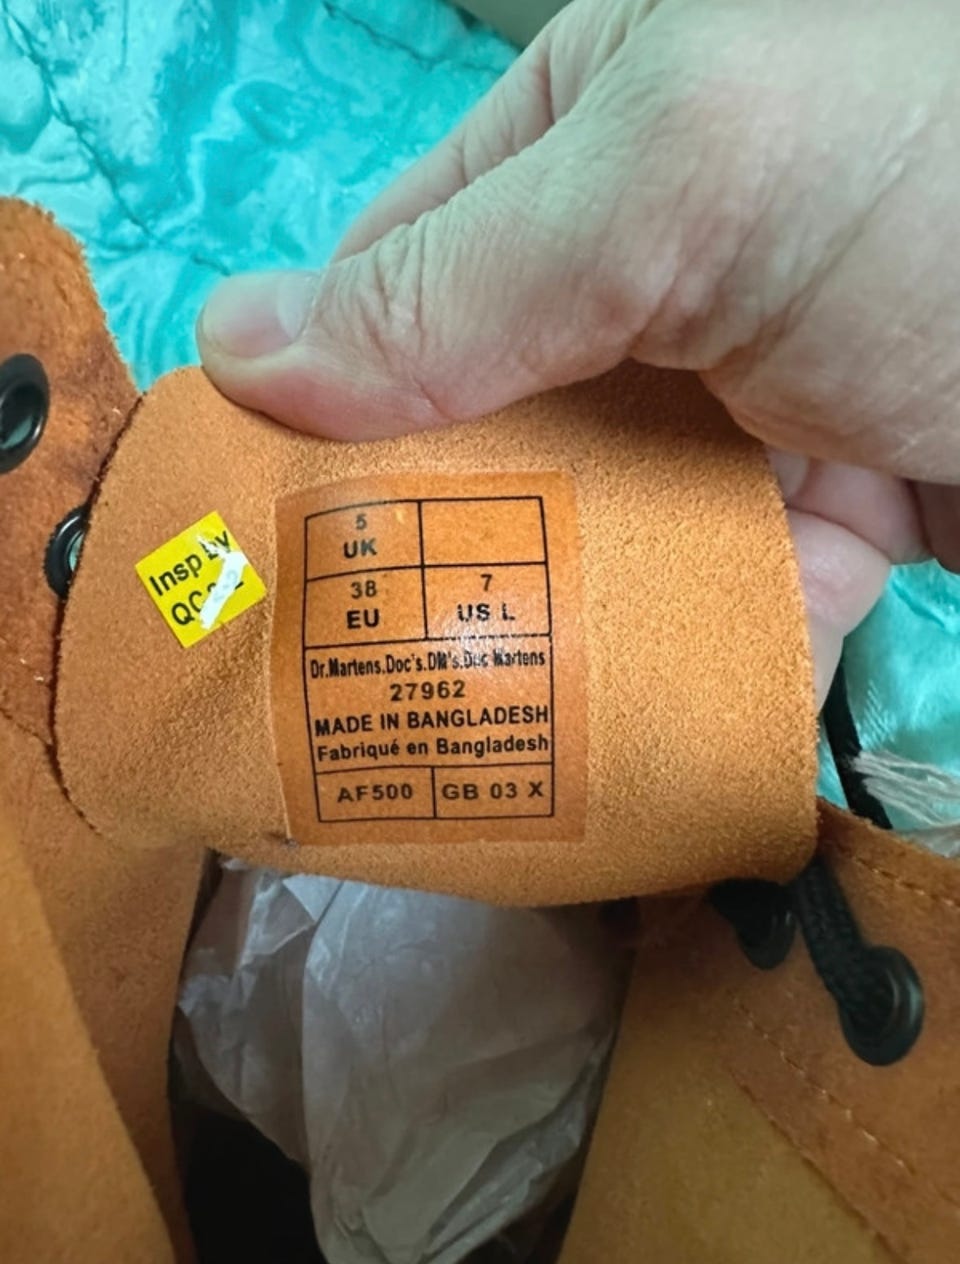 Insp by
QC
5
UK
38
EU
7
US L
Dr.Martens.Doc's.DM's.Doc Martens
27962
MADE IN BANGLADESH
Fabriqué en Bangladesh
AF500
GB 03 X